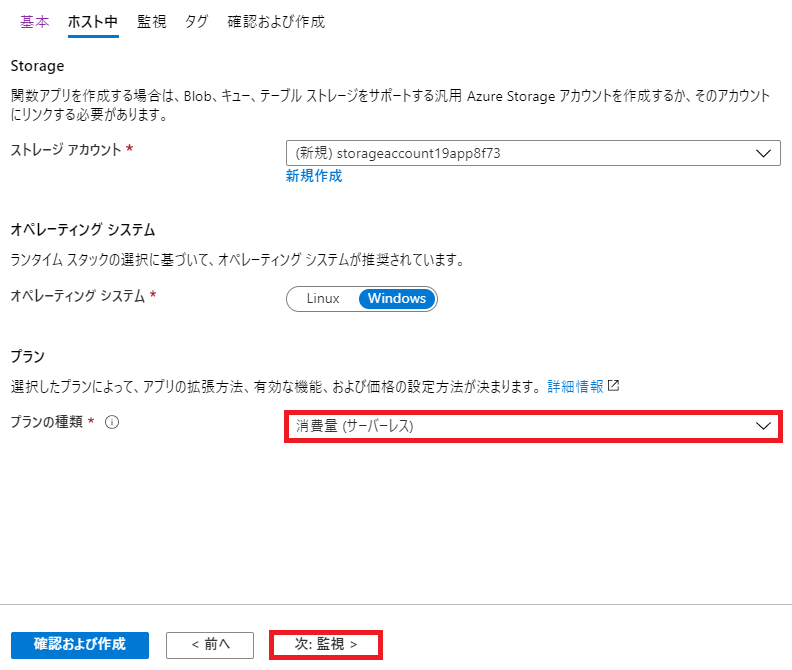 基本 ホスト中 監視 タグ 確認および作成
Storage
関数アプリを作成する場合は、Blob、キュー、テーブル ストレージをサポートする汎用 Azure Storage アカウントを作成するか、そのアカウント
にリンクする必要があります。
ストレージ アカウント *
(新規) storageaccount19app8f73
新規作成
オペレーティング システム
ランタイム スタックの選択に基づいて、オペレーティング システムが推奨されています。
オペレーティング システム *
Linux Windows
プラン
選択したプランによって、アプリの拡張方法、有効な機能、および価格の設定方法が決まります。 詳細情報
プランの種類 *
消費量 (サーバーレス)
確認および作成 < 前へ 次: 監視 >